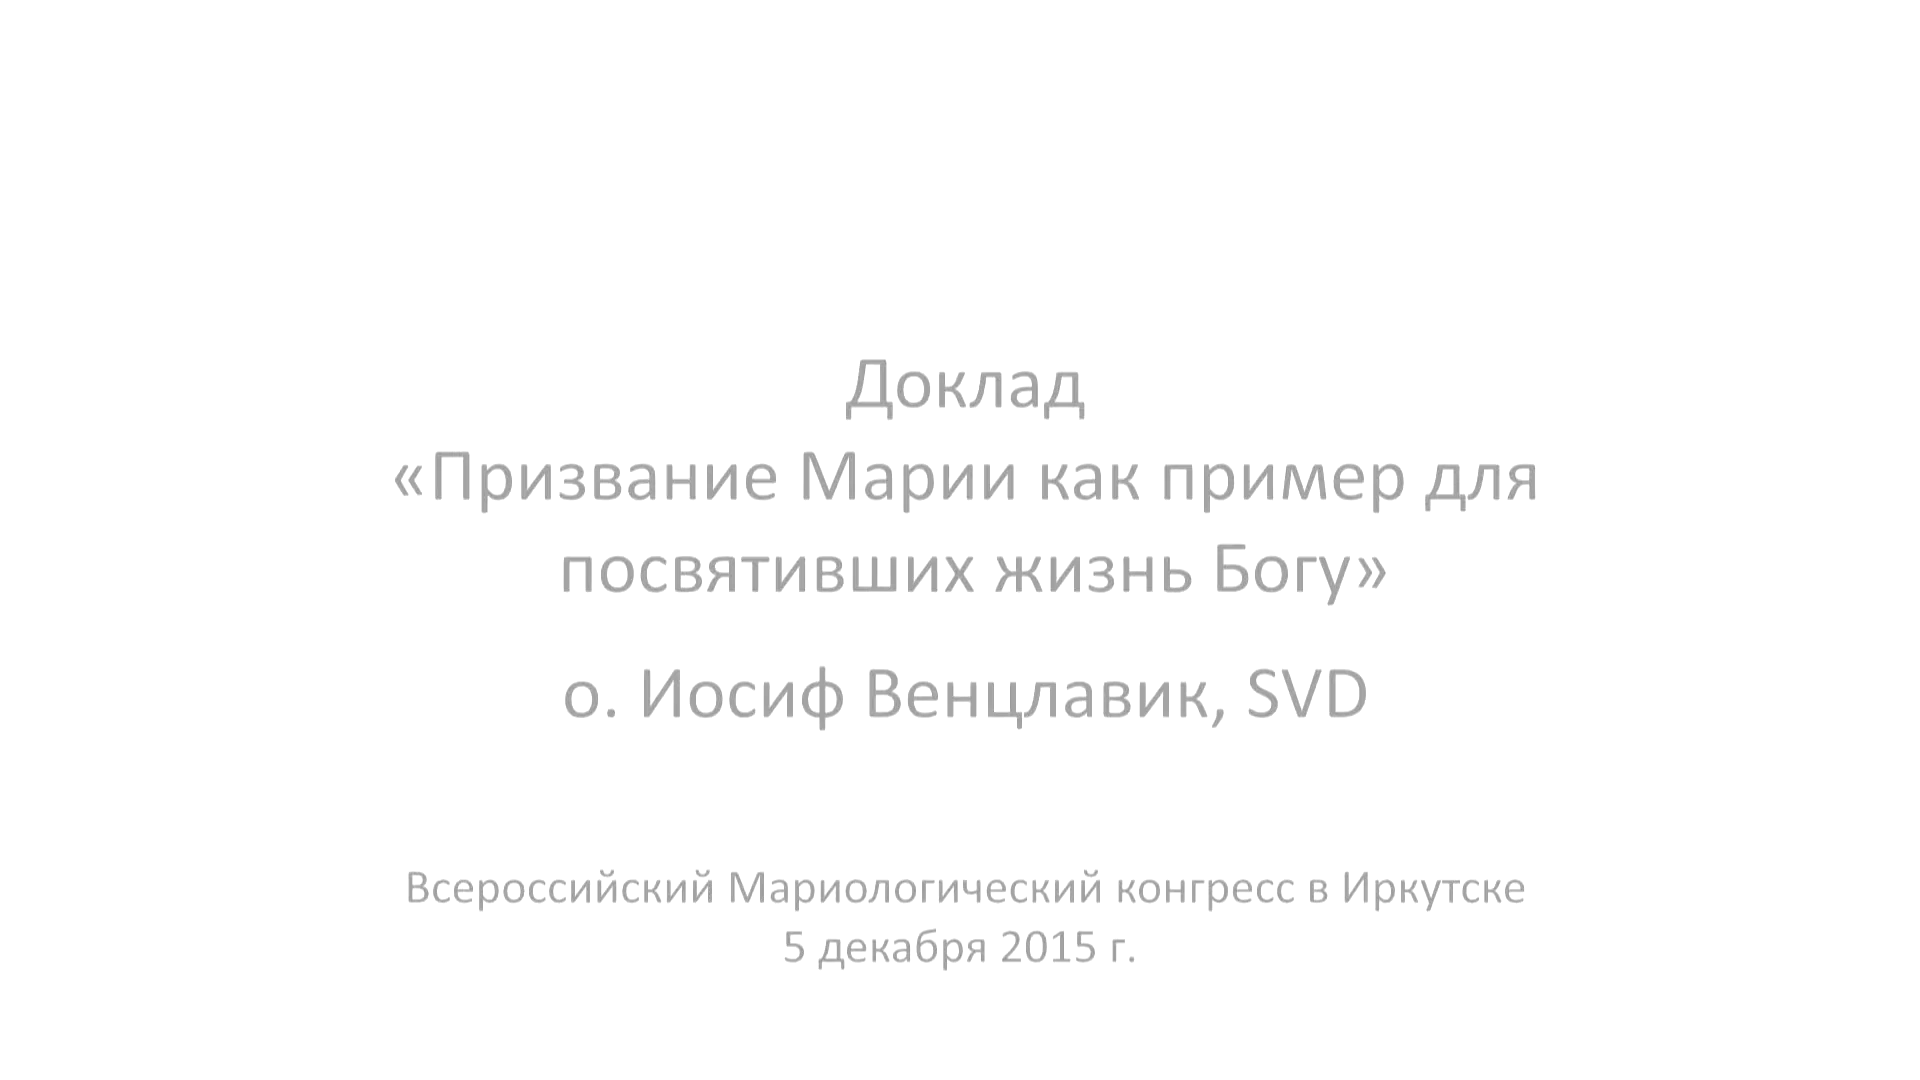 Доклад
«Призвание Марии как пример для
посвятивших жизнь Богу»
о. Иосиф Венцлавик, SVD
Всероссийский Мариологический конгресс в Иркутске
5 декабря 2015 г.